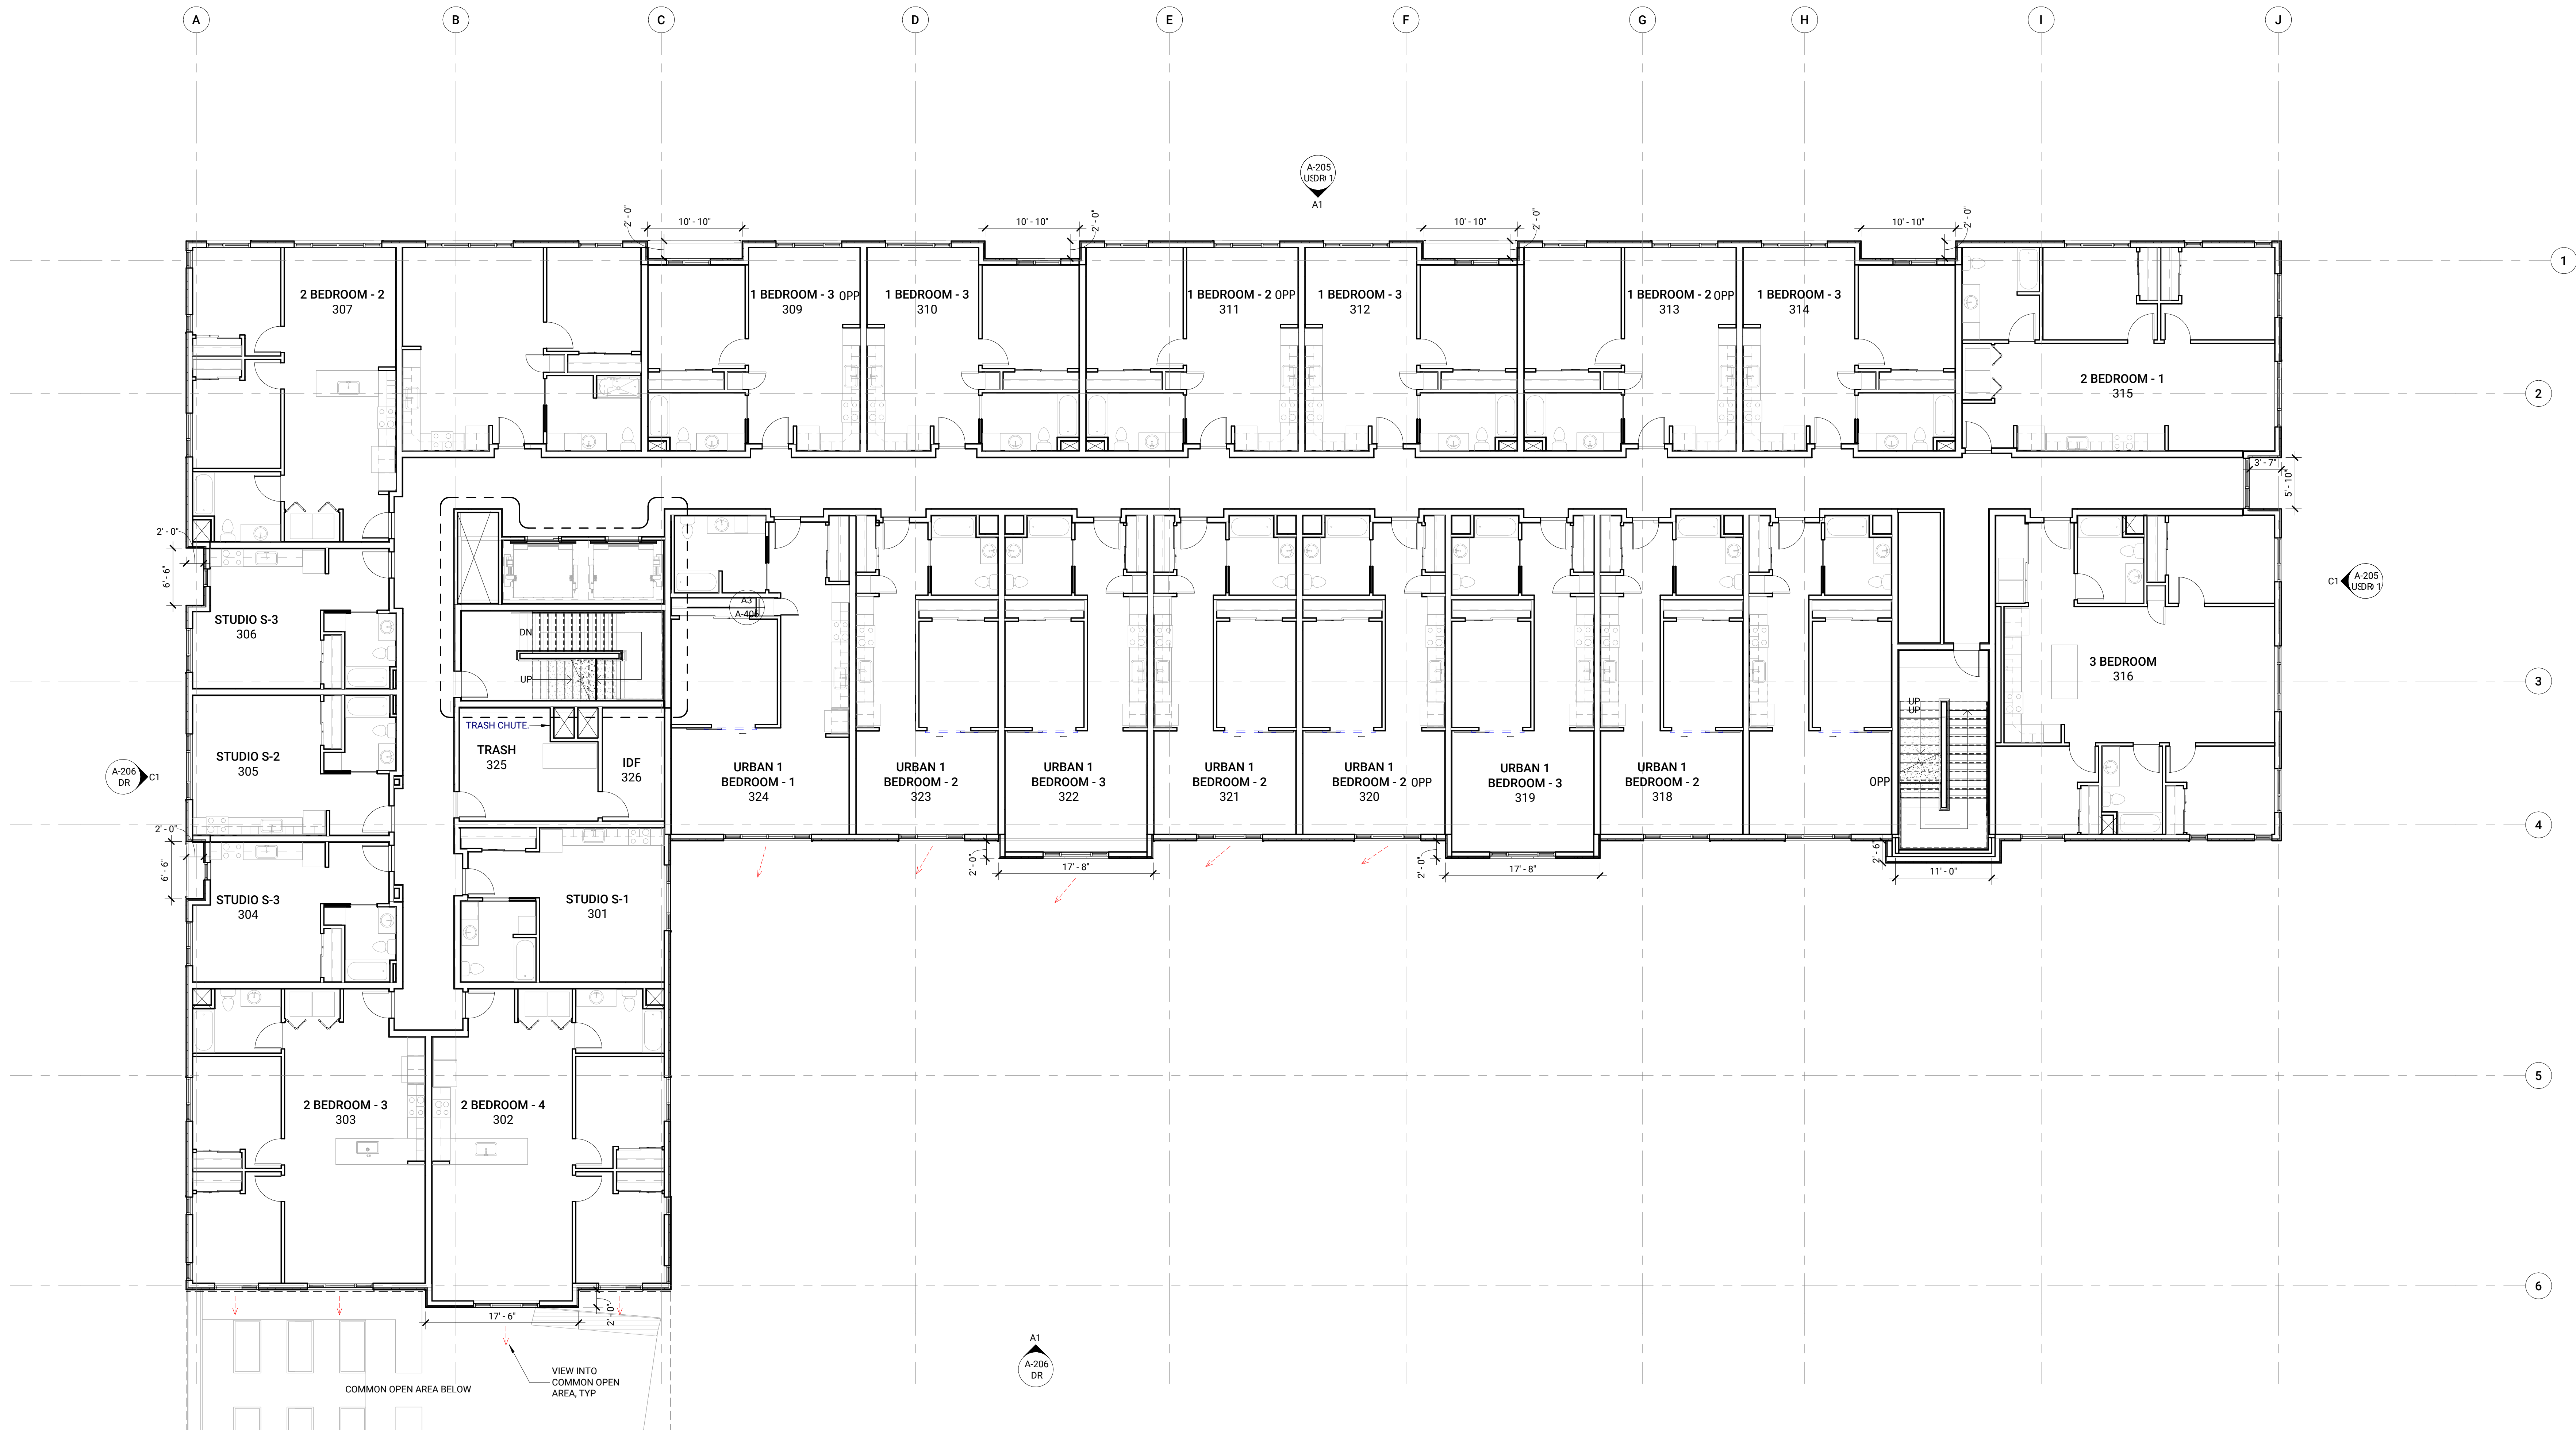 A
B
C
D
E
F
G
H
I
J
A-205
A1
2' - 0"
10' - 10"
10' - 10"
2' - 0"
10' - 10"
2' - 0"
10' - 10"
2' - 0"
1
2 BEDROOM - 2
307
1 BEDROOM - 3 OPP
309
1 BEDROOM - 3
310
1 BEDROOM - 2 OPP
311
1 BEDROOM - 3
312
1 BEDROOM - 2 OPP
313
1 BEDROOM - 3
314
2 BEDROOM - 1
315
2
3' - 7"
5' - 10"
2' - 0"
6' - 6"
STUDIO S-3
306
A3
A-406
DN
UP
C1
A-205
3 BEDROOM
316
3
UP
UP
TRASH CHUTE.
TRASH
325
IDF
326
STUDIO S-2
305
A-206
DR
C1
URBAN 1
BEDROOM - 1
324
URBAN 1
BEDROOM - 2
323
URBAN 1
BEDROOM - 3
322
URBAN 1
BEDROOM - 2
321
URBAN 1
BEDROOM - 2 OPP
320
URBAN 1
BEDROOM - 3
319
URBAN 1
BEDROOM - 2
318
OPP
4
2' - 0"
6' - 6"
2' - 0"
17' - 8"
2' - 0"
17' - 8"
2' - 6"
11' - 0"
STUDIO S-3
304
STUDIO S-1
301
5
2 BEDROOM - 3
303
2 BEDROOM - 4
302
6
17' - 6"
2' - 0"
A1
A-206
DR
VIEW INTO
COMMON OPEN
AREA, TYP
COMMON OPEN AREA BELOW